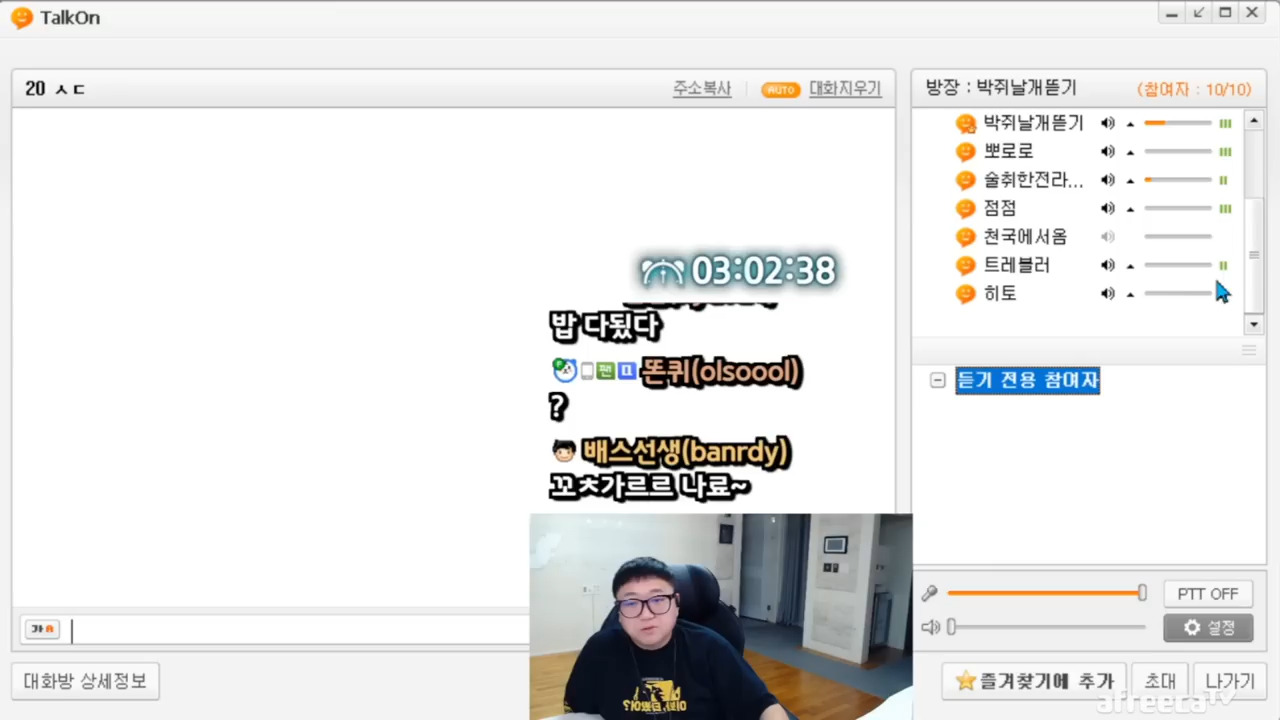 TalkOn
20 ㅅㄷ
주소복사
AUTO
대화지우기
방장 : 박쥐날개뜯기
(참여자 : 10/10)
박쥐날개뜯기
뽀로로
술취한전라...
점점
천국에서옴
트레블러
히토
듣기 전용 참여자
03:02:38
밥 다됬다
팬
똔퀴(olsoool)
?
배스선생(banrdy)
꼬ㅊ가르르 나료~
가
PTT OFF
설정
대화방 상세정보
즐겨찾기에 추가
초대
나가기
afreecaTV